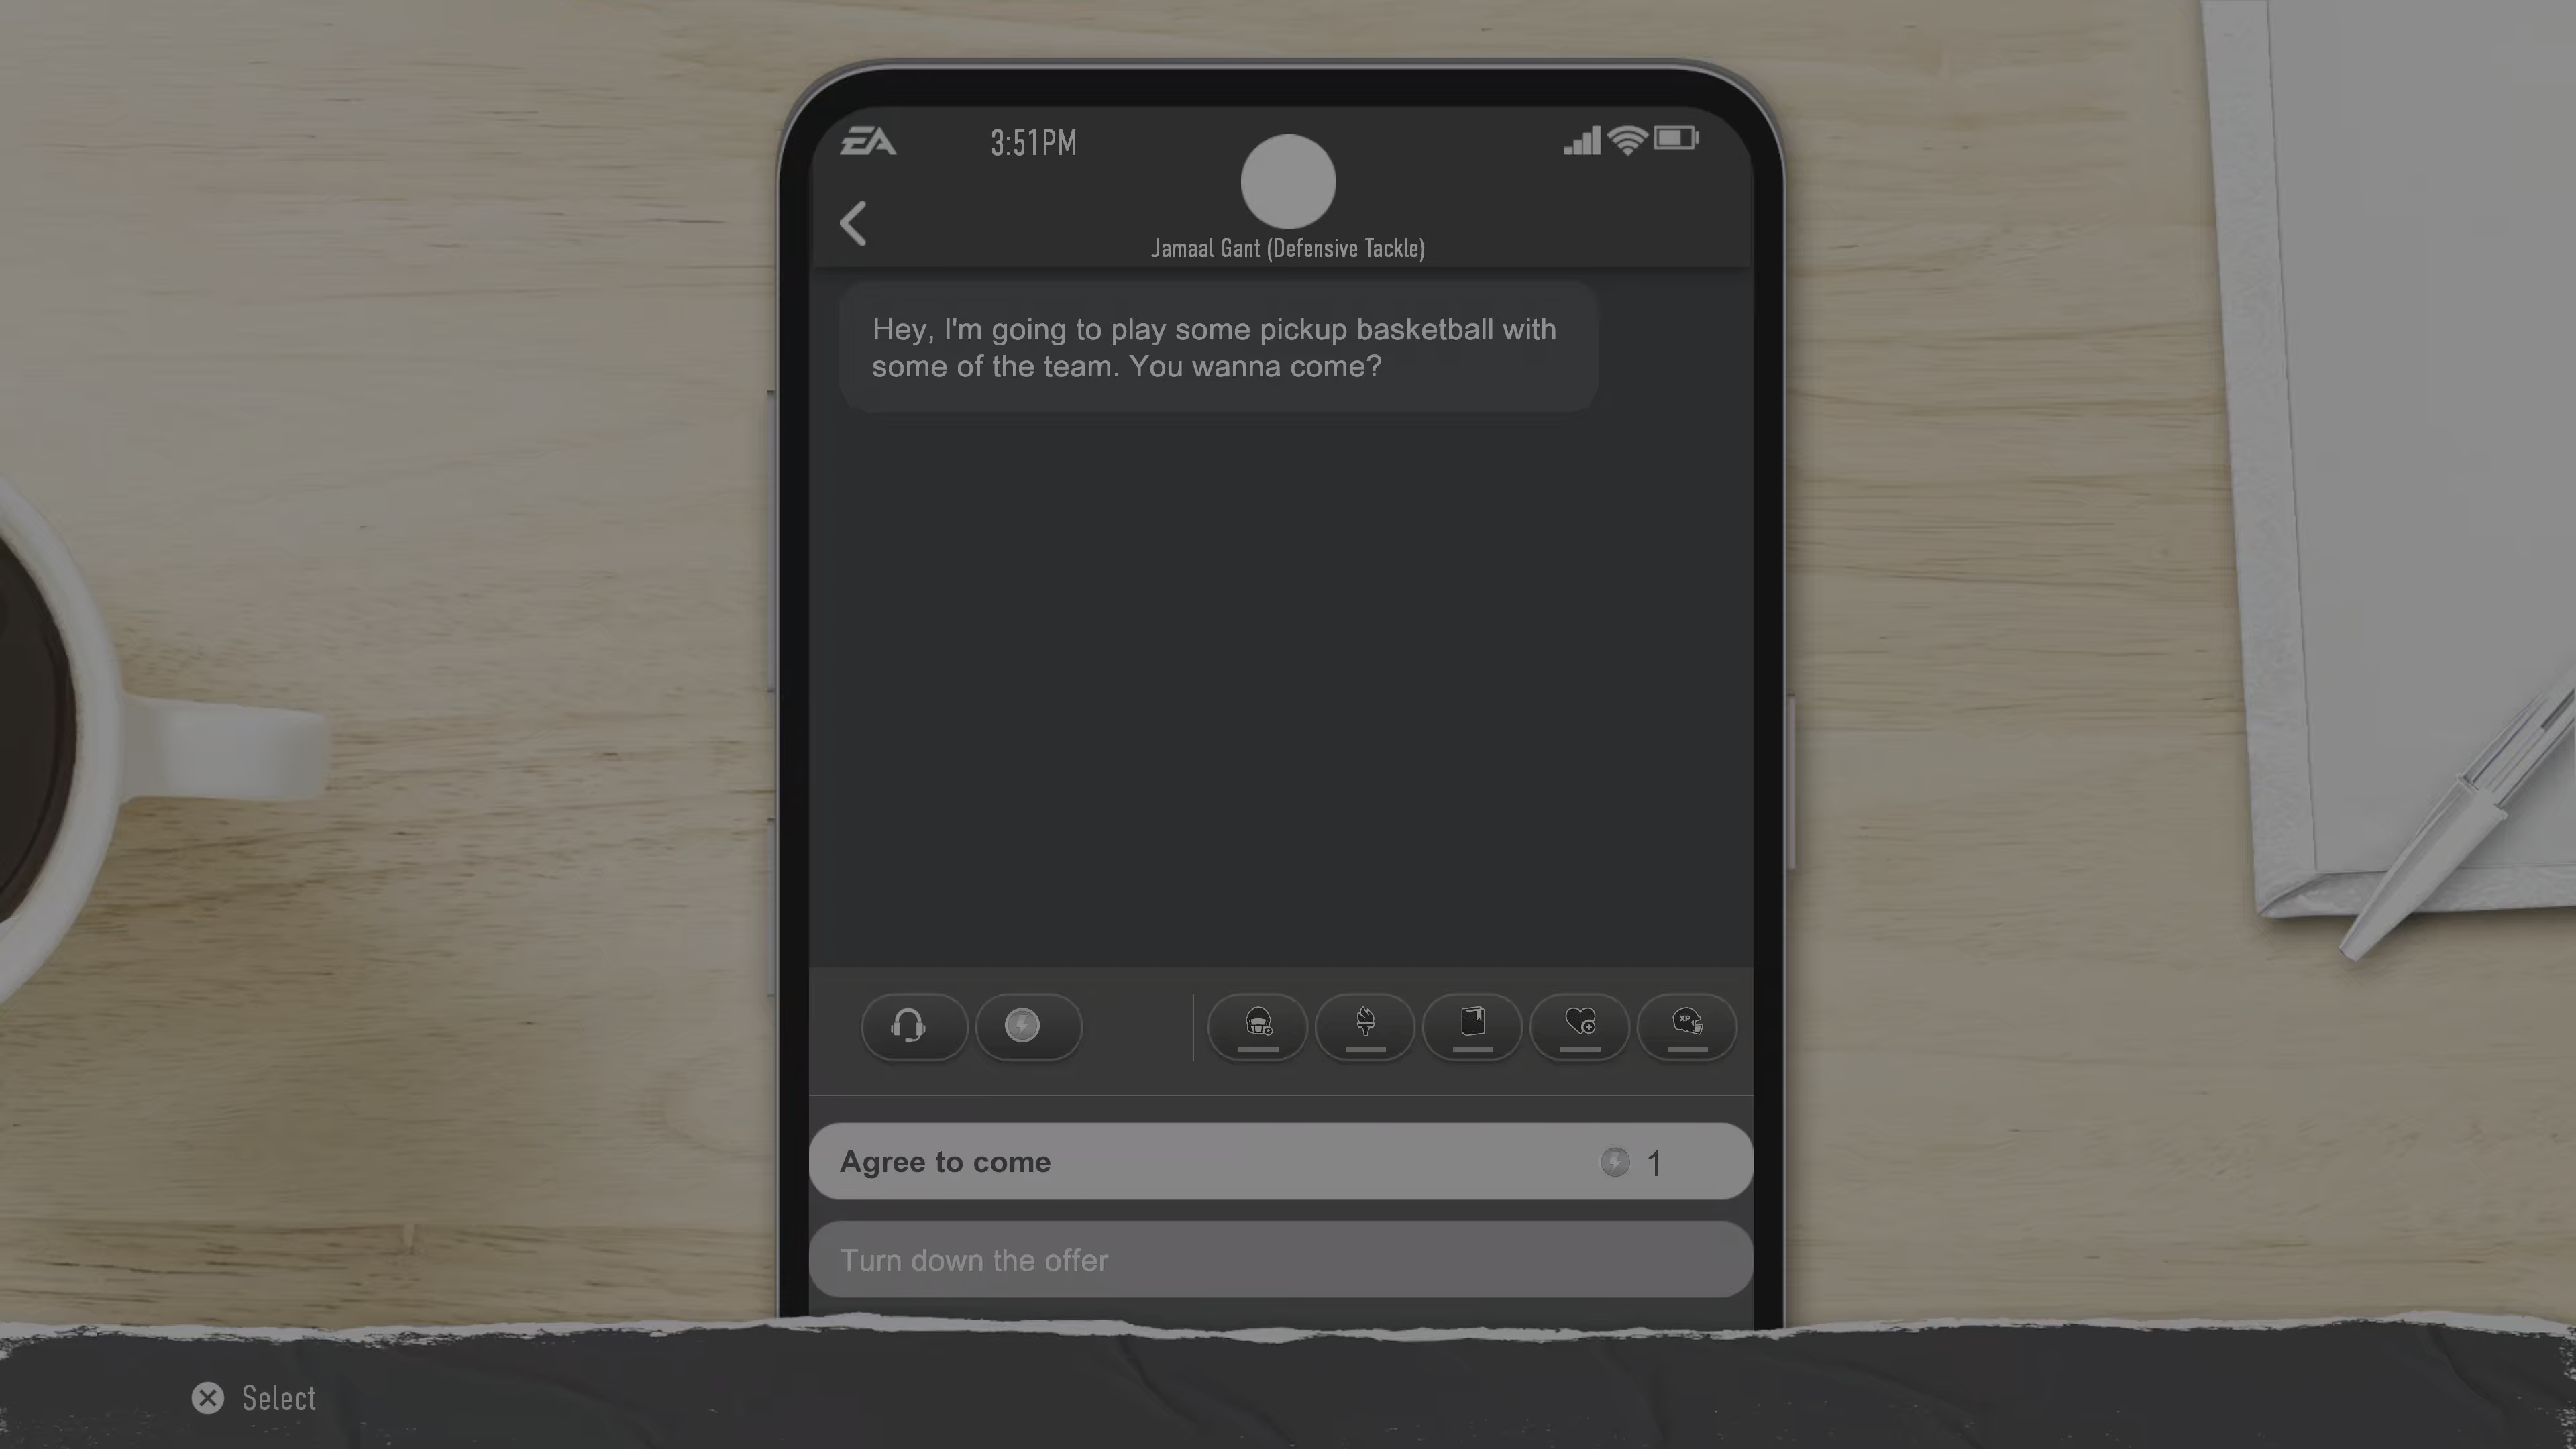 EA 3:51PM
Jamaal Gant (Defensive Tackle)
Hey, I'm going to play some pickup basketball with
some of the team. You wanna come?
XP
Agree to come 1
Turn down the offer
Select